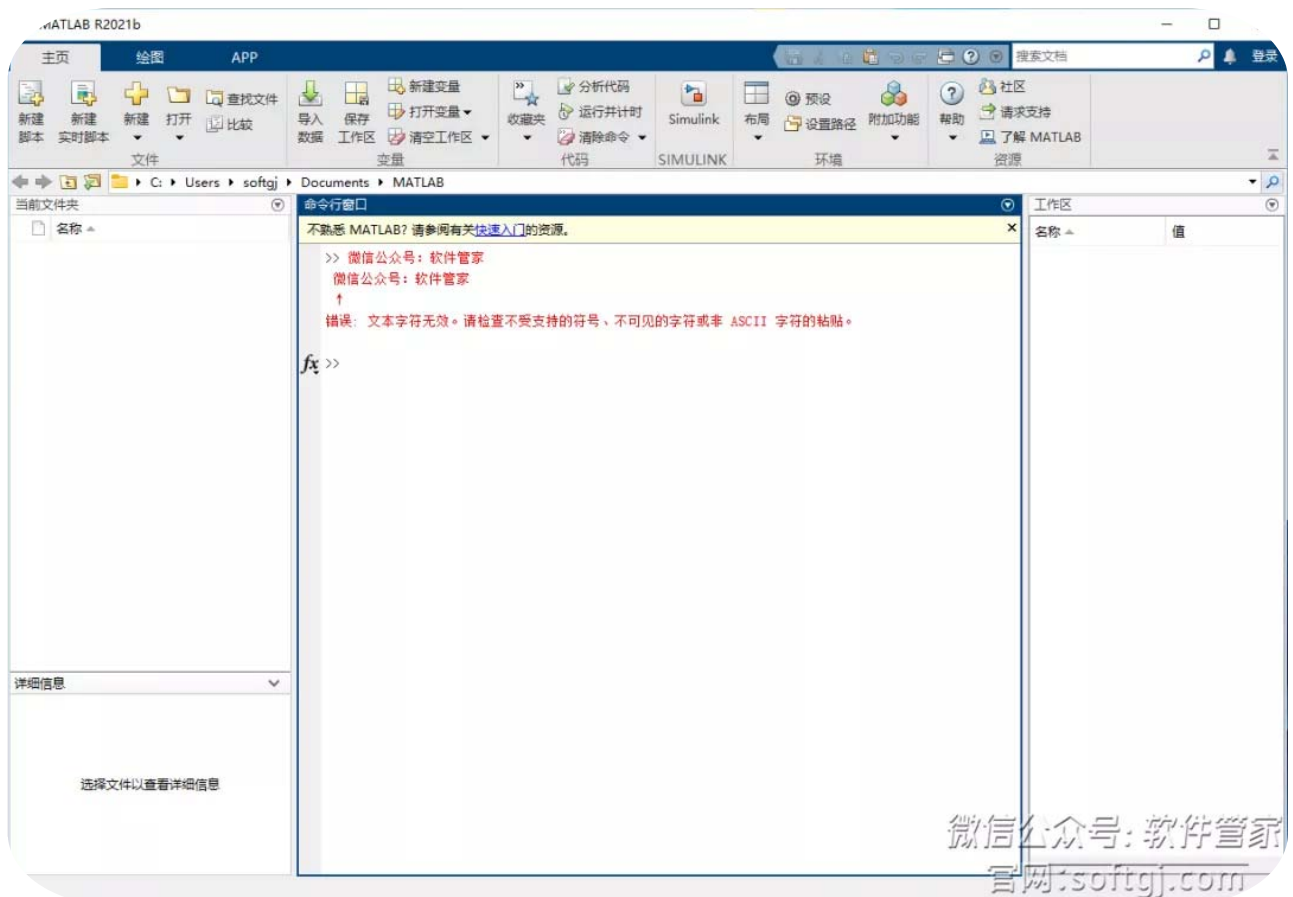 MATLAB R2021b
主页 绘图 APP 搜索文档 登录
新建脚本 新建实时脚本 新建 打开 查找文件 比较 文件
导入数据 保存工作区 新建变量 打开变量 清空工作区 变量
收藏夹 分析代码 运行并计时 清除命令 代码
Simulink SIMULINK
布局 预设 设置路径 附加功能 环境
帮助 社区 请求支持 了解 MATLAB 资源
C: Users softgj Documents MATLAB
当前文件夹
名称
命令行窗口
不熟悉 MATLAB? 请参阅有关快速入门的资源。
>> 微信公众号: 软件管家
微信公众号: 软件管家
↑
错误: 文本字符无效。请检查不受支持的符号、不可见的字符或非 ASCII 字符的粘贴。
fx >>
工作区
名称 值
详细信息
选择文件以查看详细信息
微信公众号: 软件管家
官网:softgj.com